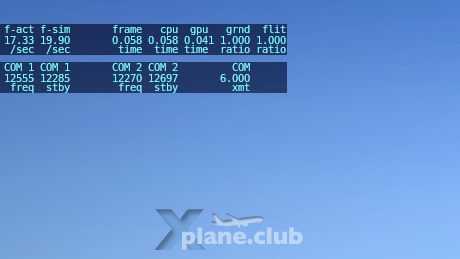 f-act f-sim frame cpu gpu grnd flit
17.33 19.90 0.058 0.058 0.041 1.000 1.000
/sec /sec time time time ratio ratio
COM 1 COM 1 COM 2 COM 2 COM
12555 12285 12270 12697 6.000
freq stby freq stby xmt
Xplane.club